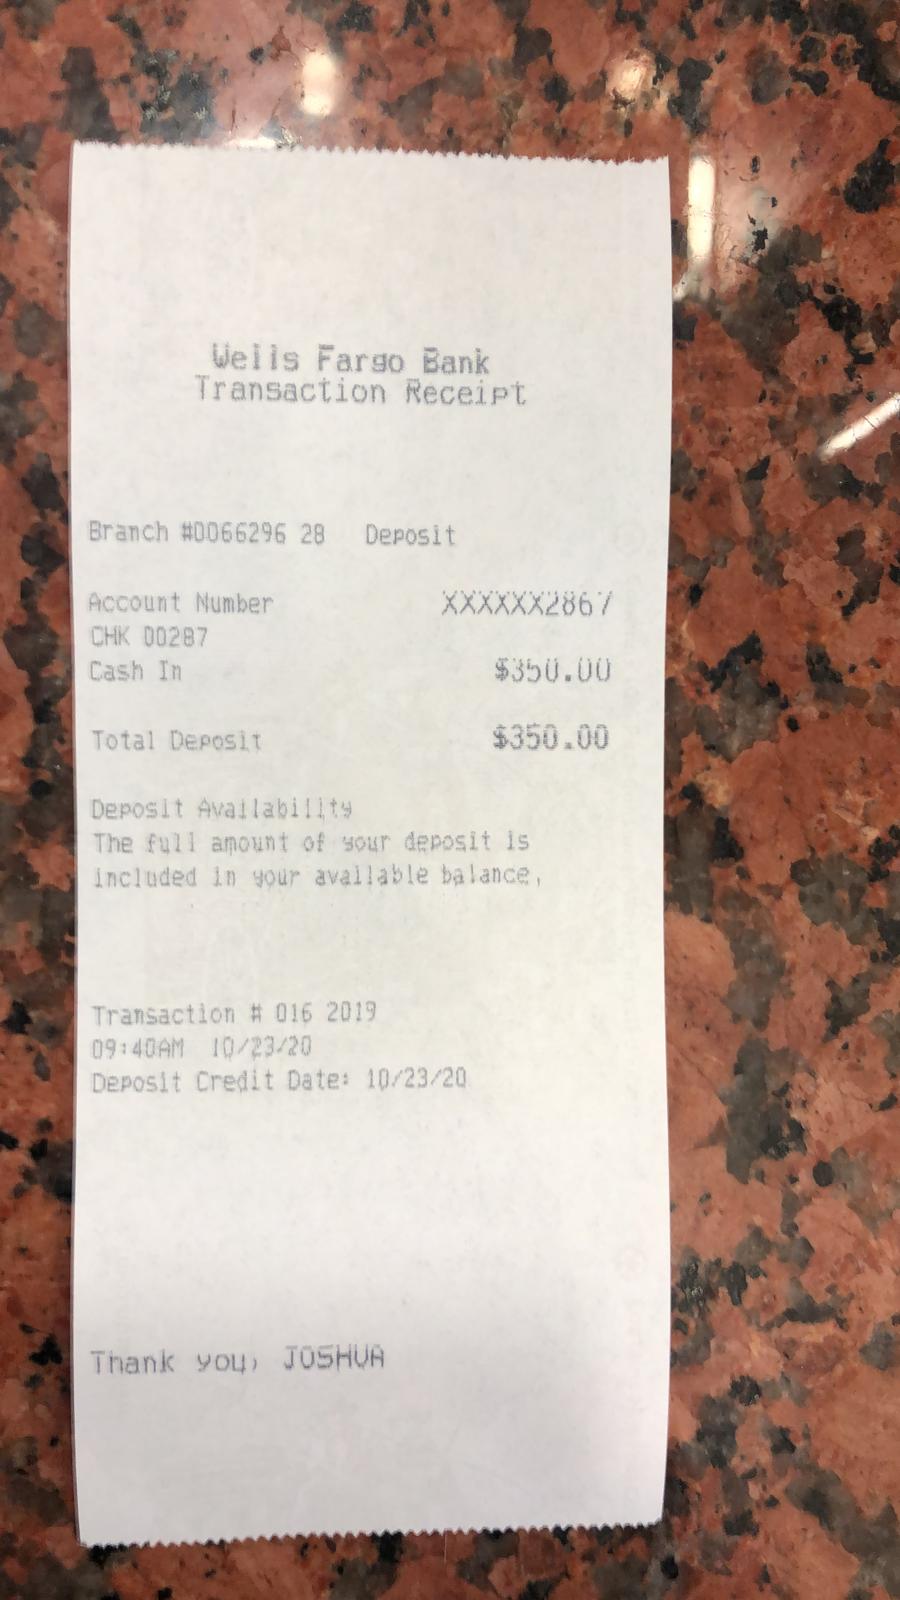 Wells Fargo Bank
Transaction Receipt
Branch #0066296 28 Deposit
Account Number XXXXXX2867
CHK 00287
Cash In $350.00
Total Deposit $350.00
Deposit Availability
The full amount of your deposit is
included in your available balance.
Transaction # 016 2019
09:40AM 10/23/20
Deposit Credit Date: 10/23/20
Thank you, JOSHUA